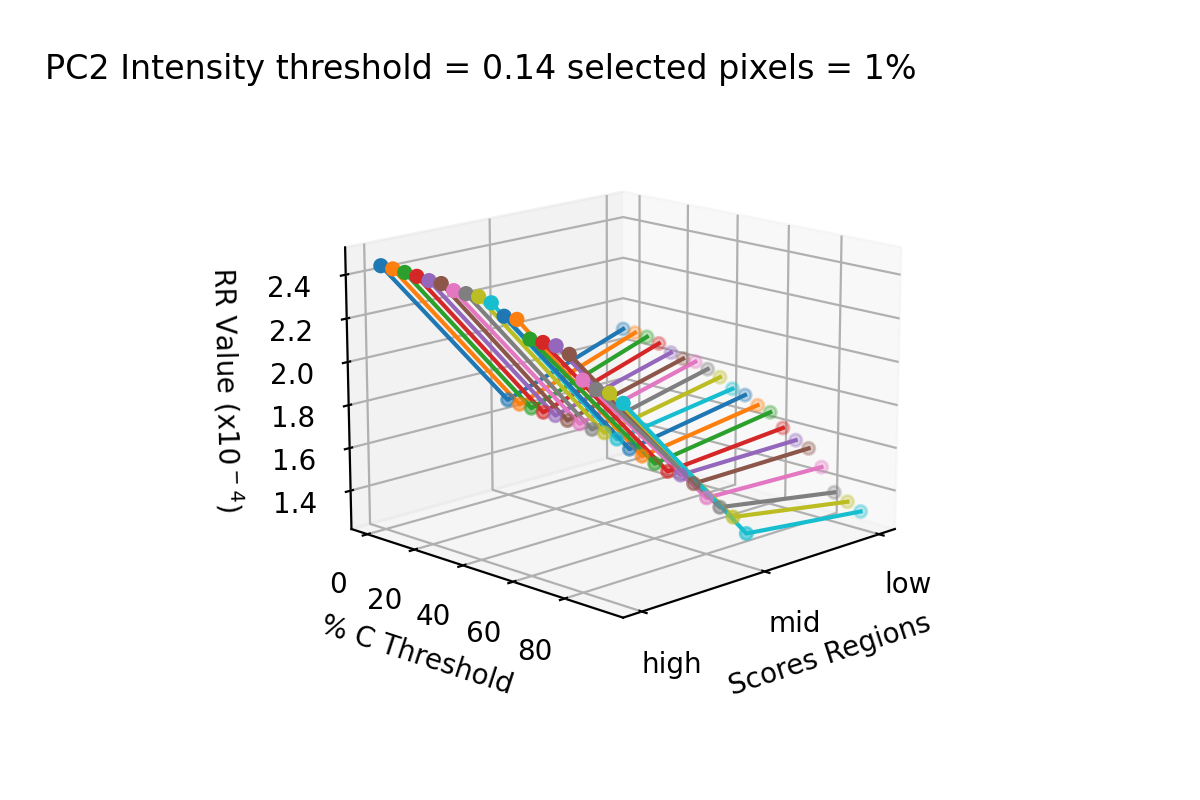 PC2 Intensity threshold = 0.14 selected pixels = 1%
RR Value (x10⁻⁴)
2.4
2.2
2.0
1.8
1.6
1.4
0
20
40
60
80
% C Threshold
high
mid
low
Scores Regions